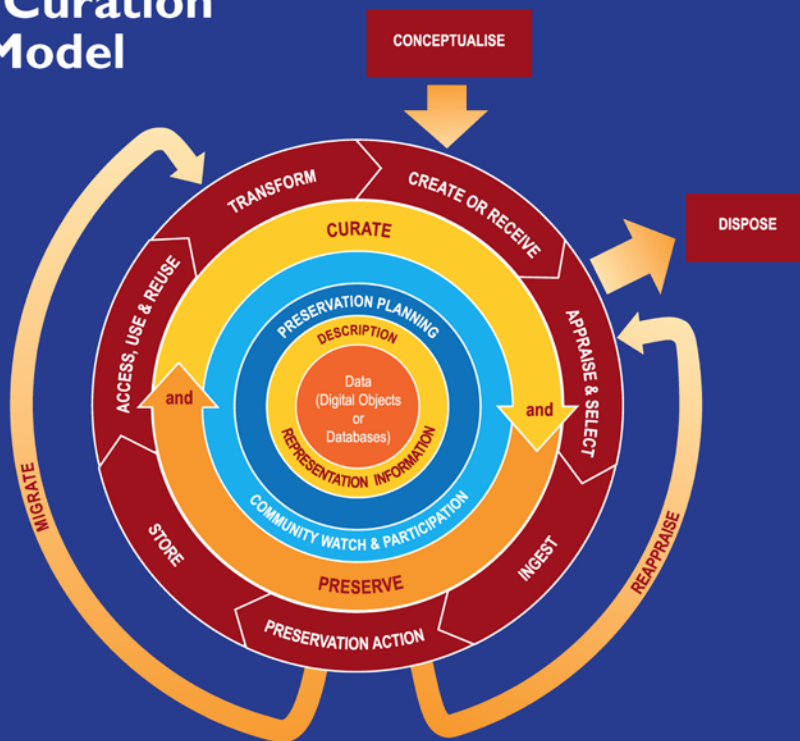 Curation
Model
CONCEPTUALISE
TRANSFORM
CREATE OR RECEIVE
DISPOSE
CURATE
ACCESS, USE & REUSE
APPRAISE & SELECT
PRESERVATION PLANNING
DESCRIPTION
Data
(Digital Objects
or
Databases)
and
and
REPRESENTATION INFORMATION
COMMUNITY WATCH & PARTICIPATION
MIGRATE
REAPPRAISE
STORE
INGEST
PRESERVE
PRESERVATION ACTION